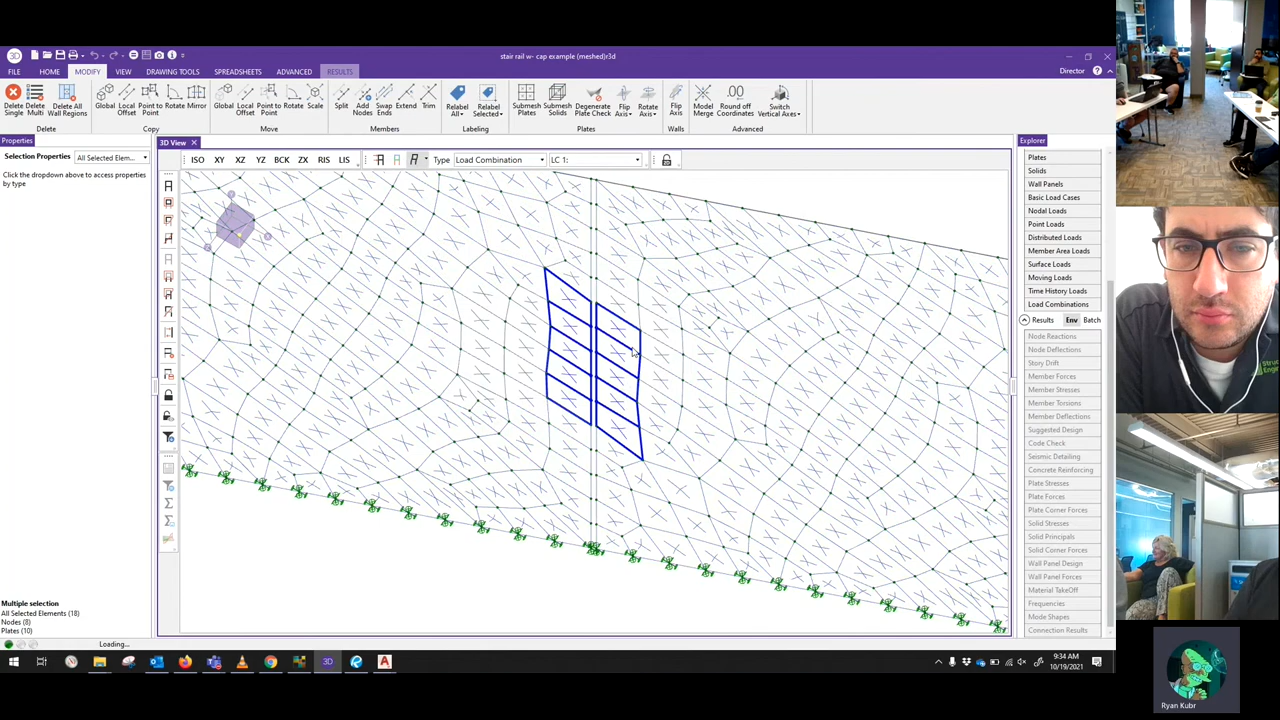 3D
stair rail w- cap example (meshed)r3d
FILE HOME MODIFY VIEW DRAWING TOOLS SPREADSHEETS ADVANCED RESULTS
Director
Delete Single
Delete Multi
Delete All Wall Regions
Global
Local Offset
Point to Point
Rotate
Mirror
Global
Local Offset
Point to Point
Rotate
Scale
Split
Add Nodes
Swap Ends
Extend
Trim
Relabel All
Relabel Selected
Submesh Plates
Submesh Solids
Degenerate Plate Check
Flip Axis
Rotate Axis
Flip Axis
Model Merge
Round off Coordinates
Switch Vertical Axes
Delete Copy Move Members Labeling Plates Walls Advanced
Properties
3D View
Explorer
Selection Properties All Selected Elem...
Click the dropdown above to access properties
by type
ISO XY XZ YZ BCK ZX RIS LIS Type Load Combination LC 1:
Plates
Solids
Wall Panels
Basic Load Cases
Nodal Loads
Point Loads
Distributed Loads
Member Area Loads
Surface Loads
Moving Loads
Time History Loads
Load Combinations
Results Env Batch
Node Reactions
Node Deflections
Story Drift
Member Forces
Member Stresses
Member Torsions
Member Deflections
Suggested Design
Code Check
Seismic Detailing
Concrete Reinforcing
Plate Stresses
Plate Forces
Plate Corner Forces
Solid Stresses
Solid Principals
Solid Corner Forces
Wall Panel Design
Wall Panel Forces
Material TakeOff
Frequencies
Mode Shapes
Connection Results
Multiple selection
All Selected Elements (18)
Nodes (8)
Plates (10)
Loading...
3D
9:34 AM
10/19/2021
Ryan Kubr